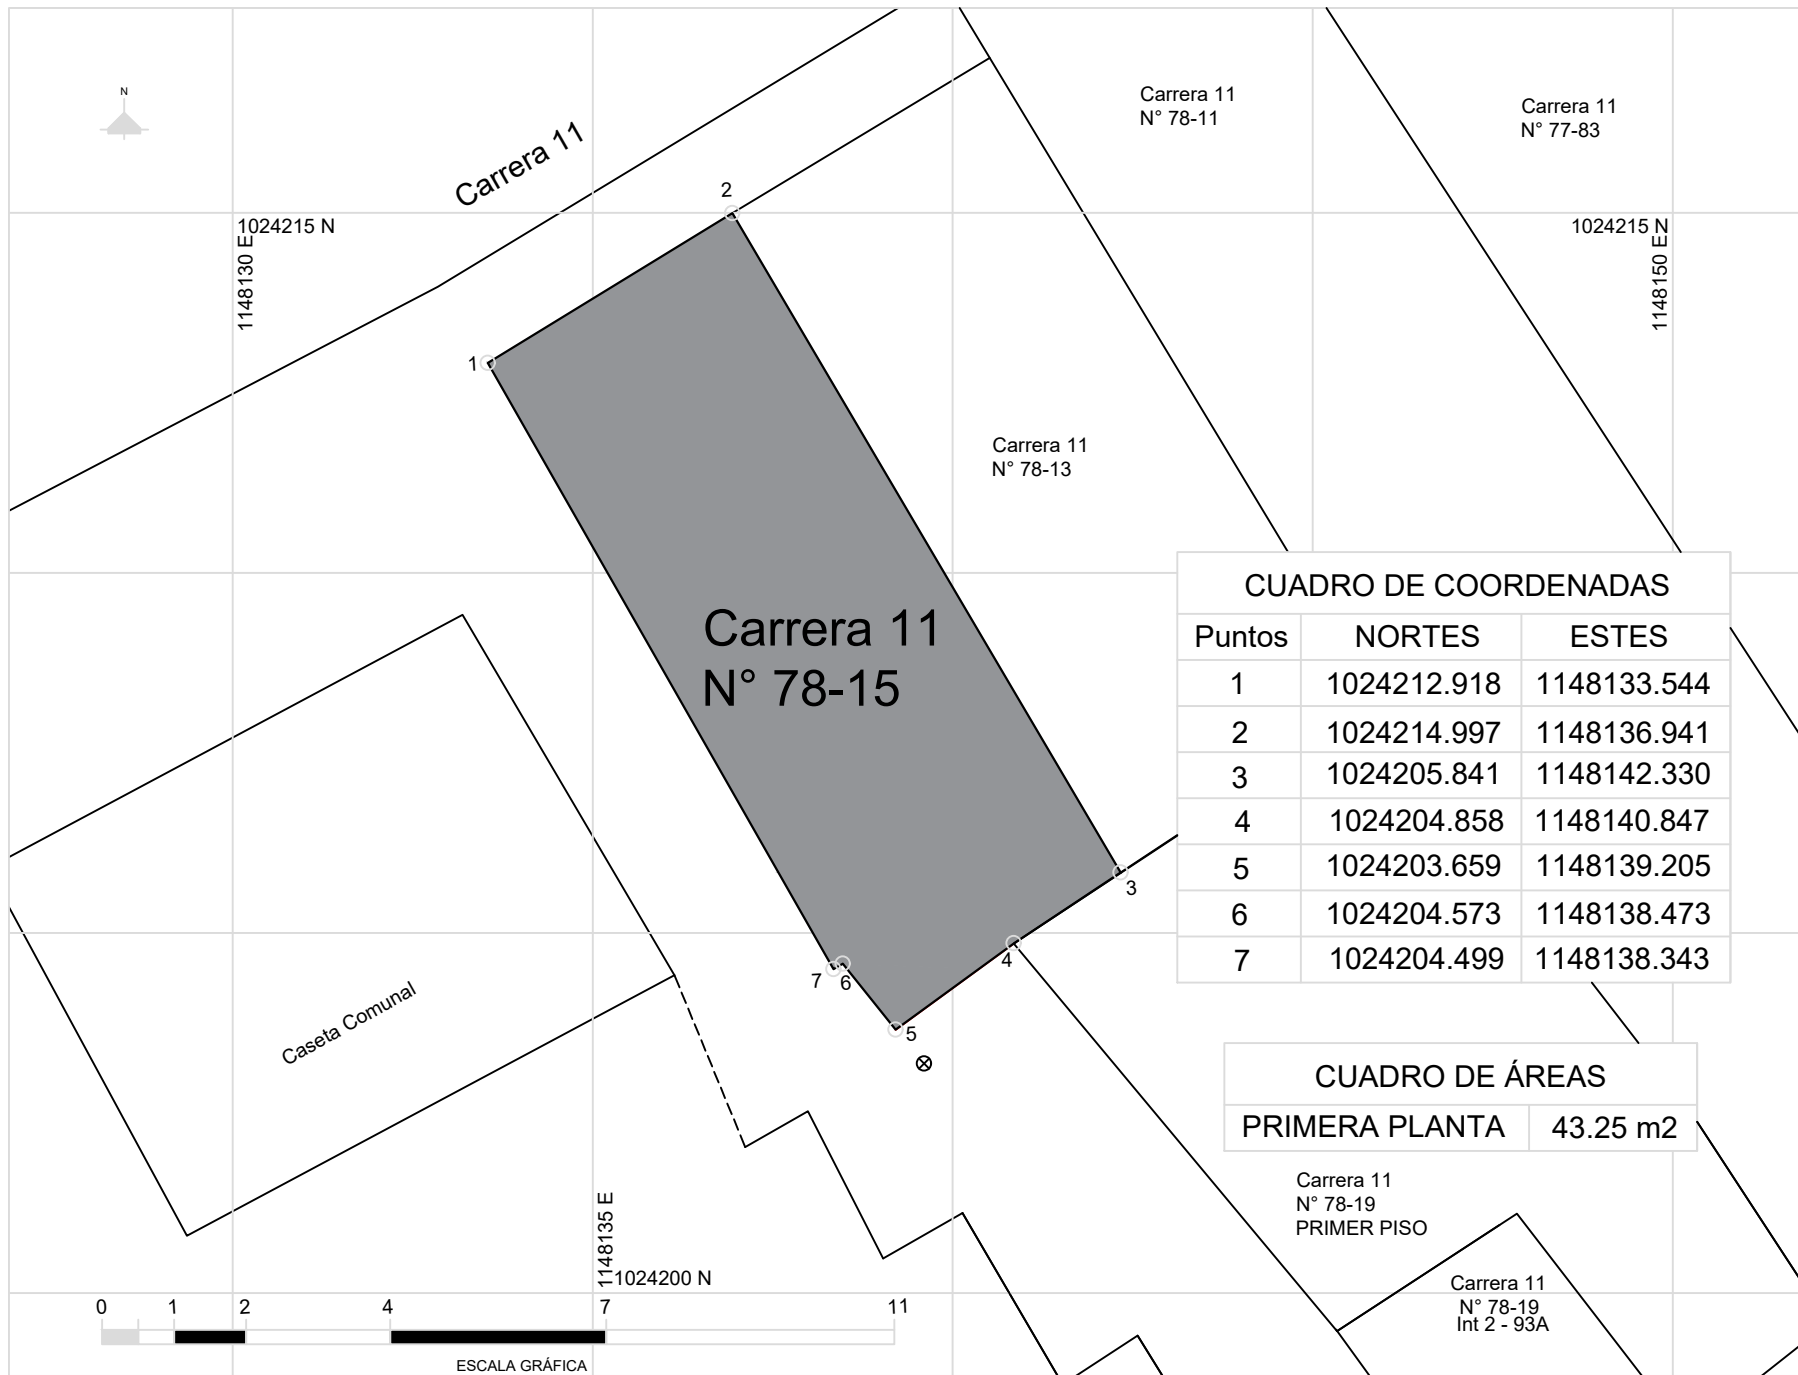 N
Carrera 11
N° 78-11
Carrera 11
N° 77-83
Carrera 11
2
1024215 N
1148130 E
1024215 N
1148150 E
1
Carrera 11
N° 78-13
Carrera 11
N° 78-15
CUADRO DE COORDENADAS
Puntos NORTES ESTES
1 1024212.918 1148133.544
2 1024214.997 1148136.941
3 1024205.841 1148142.330
4 1024204.858 1148140.847
5 1024203.659 1148139.205
6 1024204.573 1148138.473
7 1024204.499 1148138.343
3
4
7
6
5
Caseta Comunal
CUADRO DE ÁREAS
PRIMERA PLANTA 43.25 m2
Carrera 11
N° 78-19
PRIMER PISO
1148135 E
1024200 N
Carrera 11
N° 78-19
Int 2 - 93A
0 1 2 4 7 11
ESCALA GRÁFICA